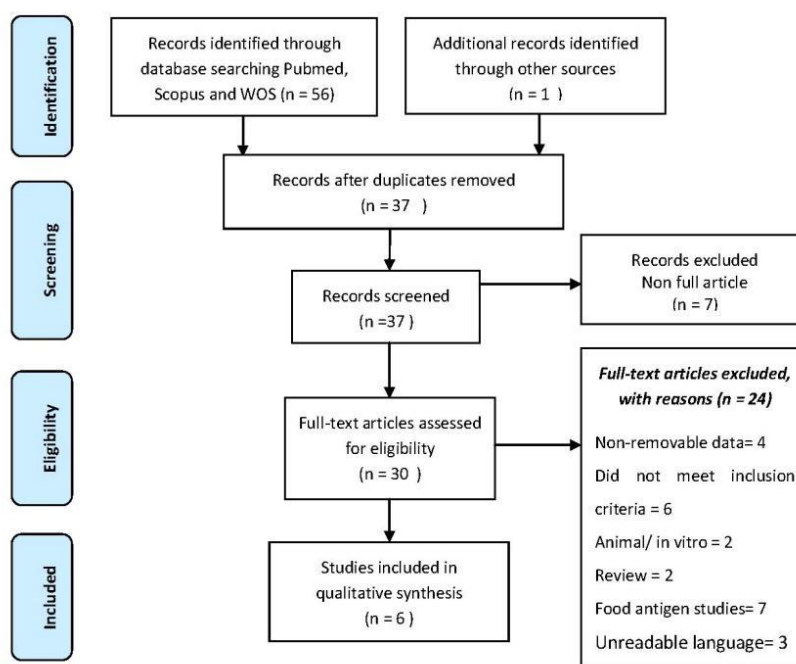 Identification
Records identified through
database searching Pubmed,
Scopus and WOS (n = 56)
Additional records identified
through other sources
(n = 1 )
Records after duplicates removed
(n = 37 )
Screening
Records screened
(n =37 )
Records excluded
Non full article
(n = 7)
Eligibility
Full-text articles assessed
for eligibility
(n = 30 )
Full-text articles excluded,
with reasons (n = 24)
Non-removable data= 4
Did not meet inclusion
criteria = 6
Animal/ in vitro = 2
Review = 2
Food antigen studies= 7
Unreadable language= 3
Included
Studies included in
qualitative synthesis
(n = 6 )